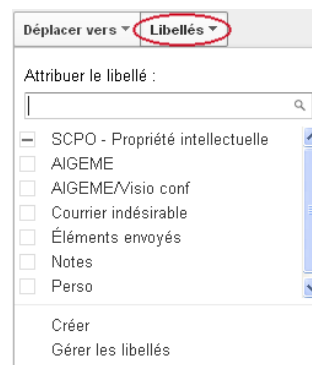 Déplacer vers Libellés
Attribuer le libellé :
SCPO - Propriété intellectuelle
AIGEME
AIGEME/Visio conf
Courrier indésirable
Éléments envoyés
Notes
Perso
Créer
Gérer les libellés